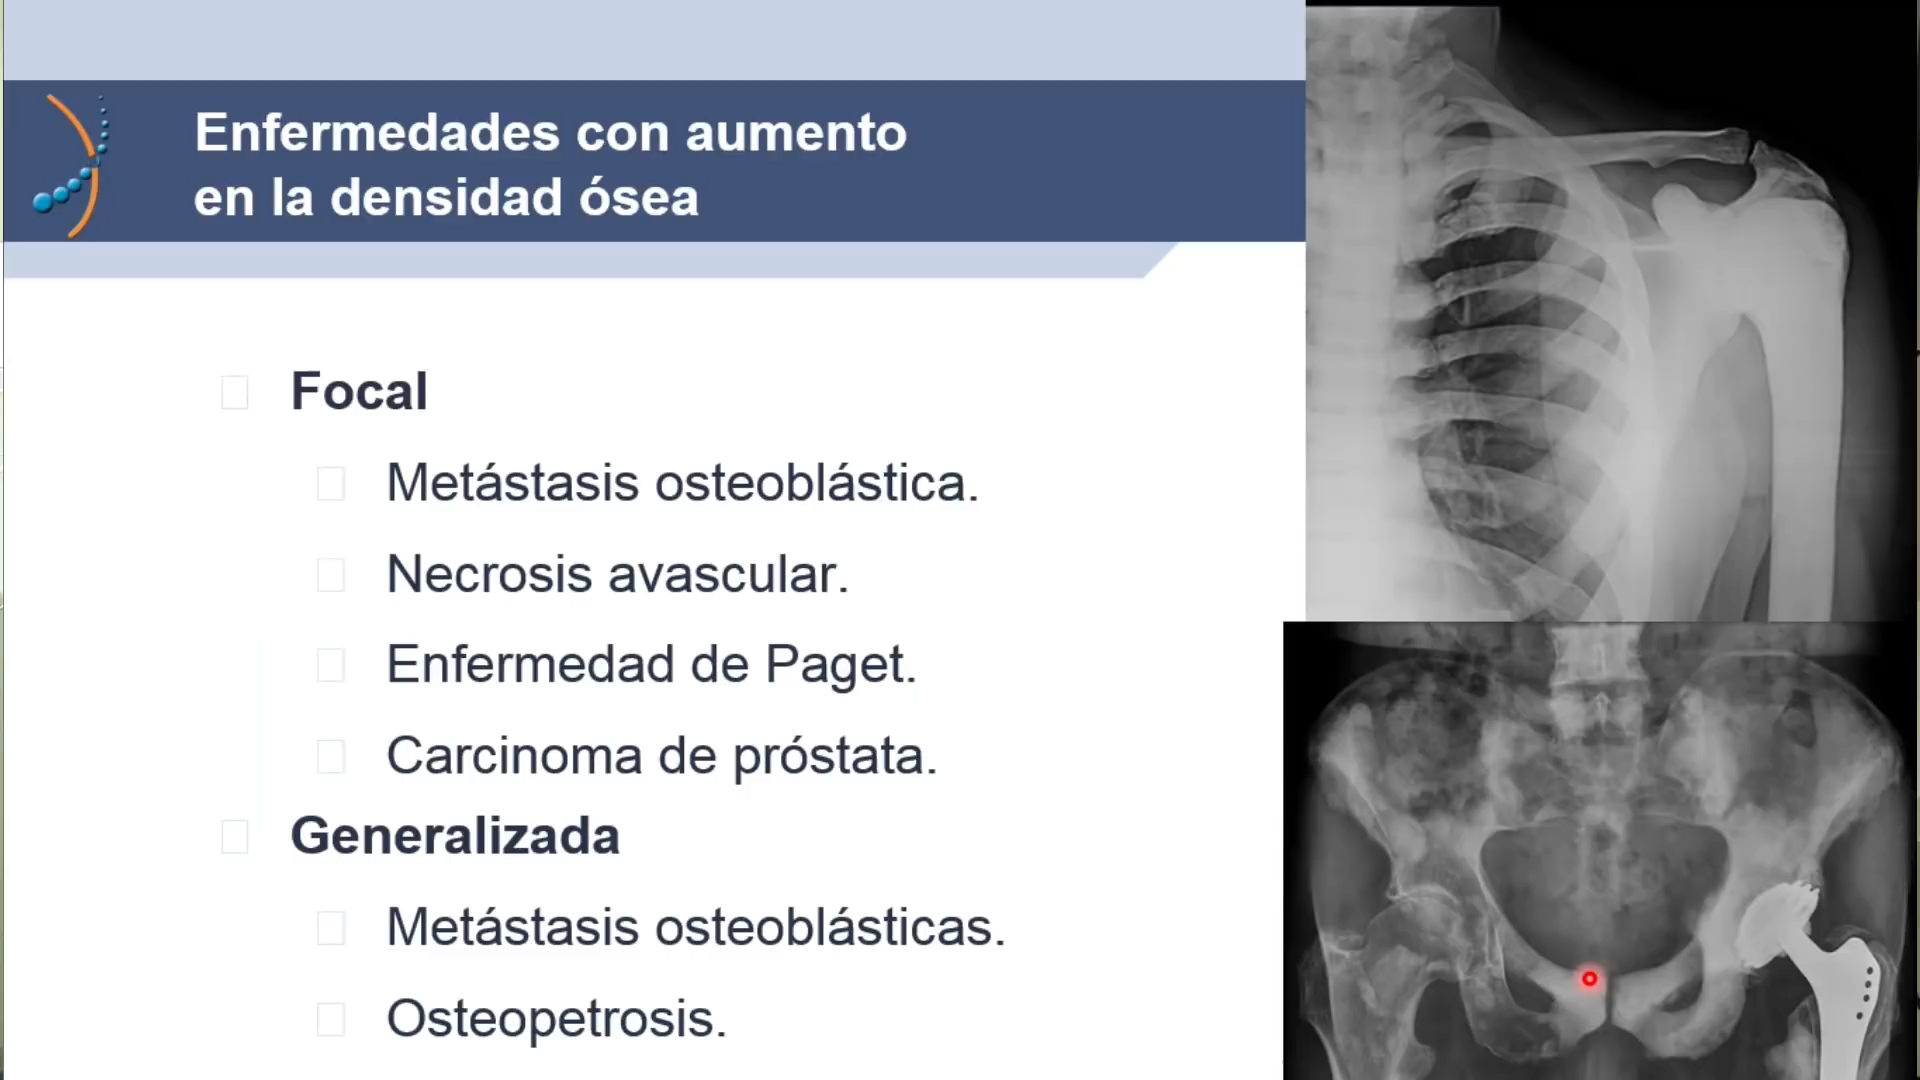 Enfermedades con aumento
en la densidad ósea
Focal
Metástasis osteoblástica.
Necrosis avascular.
Enfermedad de Paget.
Carcinoma de próstata.
Generalizada
Metástasis osteoblásticas.
Osteopetrosis.